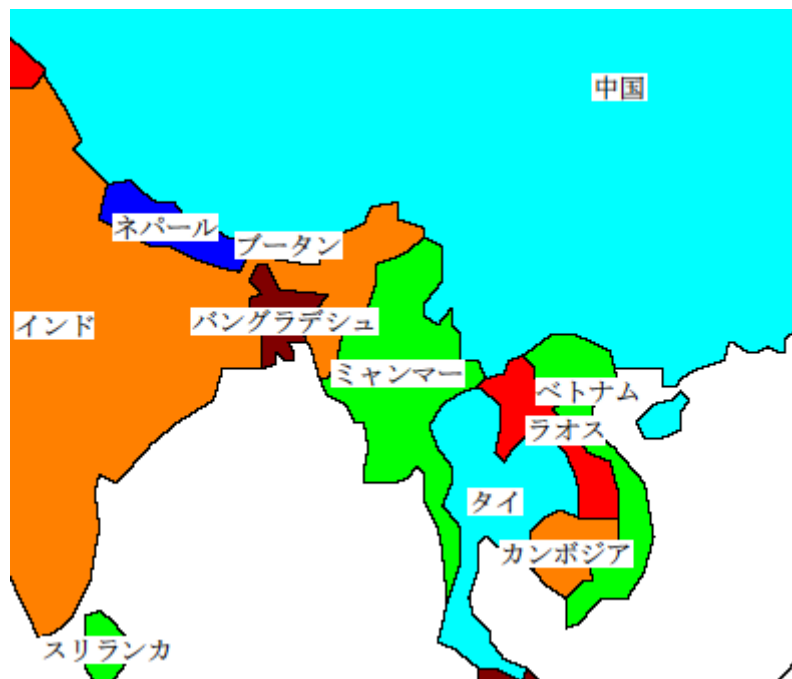 中国
ネパール
ブータン
インド
バングラデシュ
ミャンマー
ベトナム
ラオス
タイ
カンボジア
スリランカ